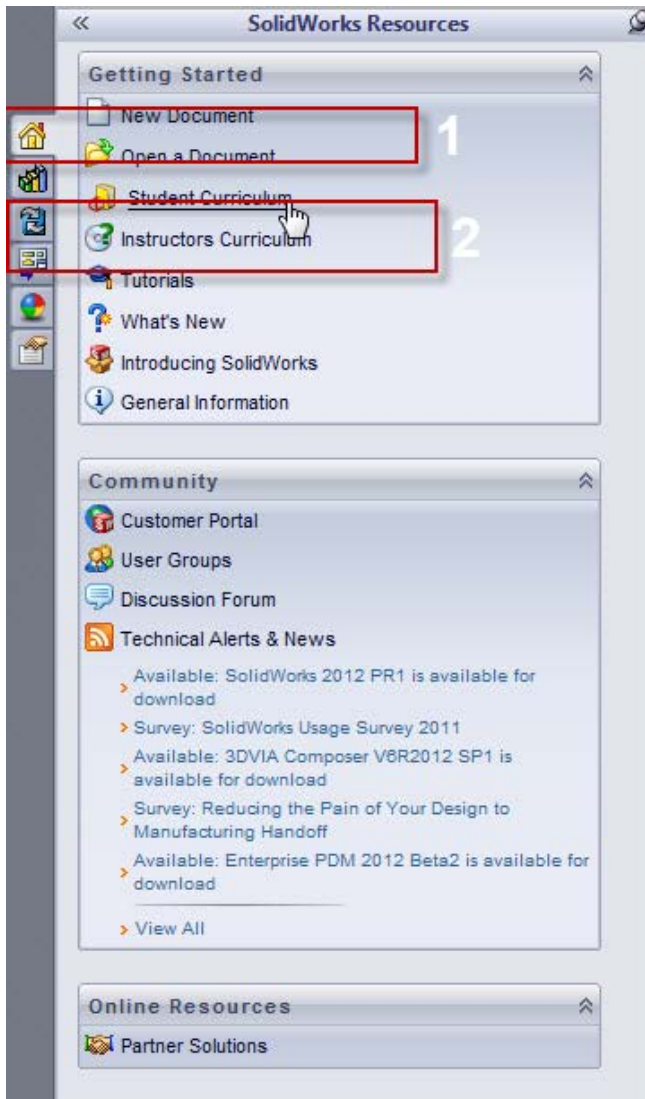 SolidWorks Resources
Getting Started
New Document
1
Open a Document
Student Curriculum
2
Instructors Curriculum
Tutorials
What's New
Introducing SolidWorks
General Information
Community
Customer Portal
User Groups
Discussion Forum
Technical Alerts & News
Available: SolidWorks 2012 PR1 is available for
download
Survey: SolidWorks Usage Survey 2011
Available: 3DVIA Composer V6R2012 SP1 is
available for download
Survey: Reducing the Pain of Your Design to
Manufacturing Handoff
Available: Enterprise PDM 2012 Beta2 is available for
download
View All
Online Resources
Partner Solutions